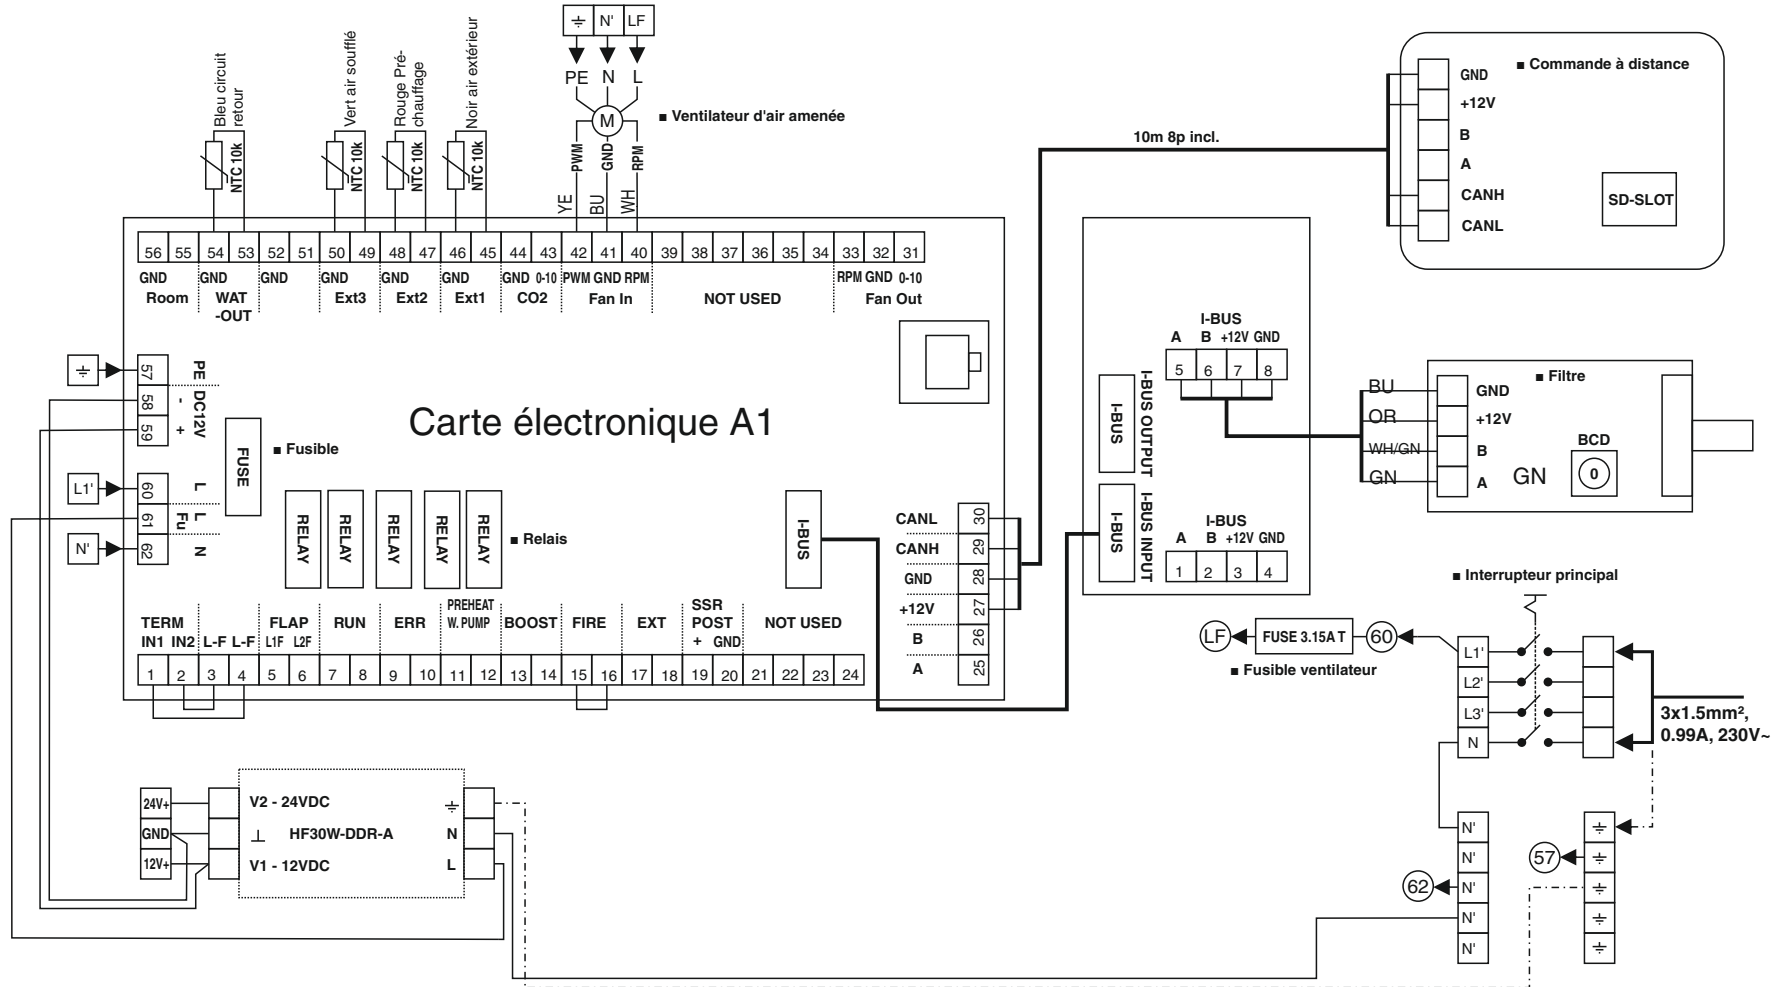 Bleu circuit
retour
NTC 10k
Vert air soufflé
NTC 10k
Rouge Pré-
chauffage
NTC 10k
Noir air extérieur
NTC 10k
N' LF
PE N L
M
■ Ventilateur d'air amenée
PWM GND RPM
YE BU WH
56 55 54 53 52 51 50 49 48 47 46 45 44 43 42 41 40 39 38 37 36 35 34 33 32 31
GND GND GND GND GND GND GND 0-10 PWM GND RPM RPM GND 0-10
Room WAT Ext3 Ext2 Ext1 CO2 Fan In NOT USED Fan Out
-OUT
57 PE
58 -
59 +
DC12V
L1' 60 L
61 L
Fu
N' 62 N
FUSE
■ Fusible
Carte électronique A1
RELAY RELAY RELAY RELAY RELAY
■ Relais
I-BUS
CANL 30
CANH 29
GND 28
+12V 27
B 26
A 25
PREHEAT SSR
TERM FLAP RUN ERR W. PUMP BOOST FIRE EXT POST NOT USED
IN1 IN2 L-F L-F L1F L2F + GND
1 2 3 4 5 6 7 8 9 10 11 12 13 14 15 16 17 18 19 20 21 22 23 24
10m 8p incl.
■ Commande à distance
GND
+12V
B
A
CANH
CANL
SD-SLOT
I-BUS
A B +12V GND
5 6 7 8
I-BUS
I-BUS OUTPUT
I-BUS
I-BUS INPUT
I-BUS
A B +12V GND
1 2 3 4
■ Filtre
BU GND
OR +12V
WH/GN B
GN A
GN
BCD
0
■ Interrupteur principal
LF FUSE 3.15A T 60
■ Fusible ventilateur
L1'
L2'
L3'
N
3x1.5mm²,
0.99A, 230V~
N'
N'
57
62 N'
N'
N'
24V+ V2 - 24VDC
GND ⊥ HF30W-DDR-A N
12V+ V1 - 12VDC L